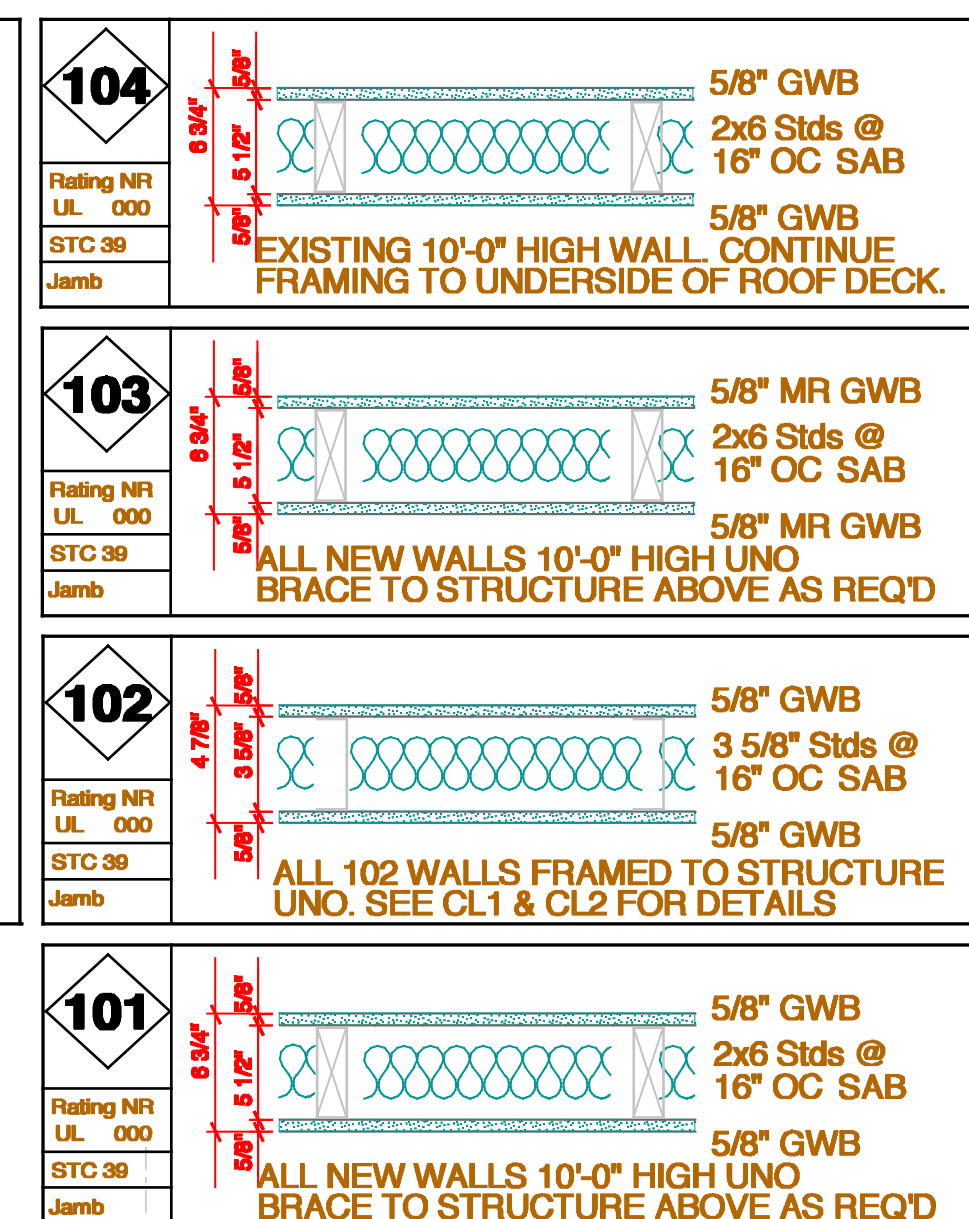 104
Rating NR
UL 000
STC 39
Jamb
5/8"
6 3/4"
5 1/2"
5/8"
5/8" GWB
2x6 Stds @
16" OC SAB
5/8" GWB
EXISTING 10'-0" HIGH WALL. CONTINUE
FRAMING TO UNDERSIDE OF ROOF DECK.
103
Rating NR
UL 000
STC 39
Jamb
5/8"
6 3/4"
5 1/2"
5/8"
5/8" MR GWB
2x6 Stds @
16" OC SAB
5/8" MR GWB
ALL NEW WALLS 10'-0" HIGH UNO
BRACE TO STRUCTURE ABOVE AS REQ'D
102
Rating NR
UL 000
STC 39
Jamb
5/8"
4 7/8"
3 5/8"
5/8"
5/8" GWB
3 5/8" Stds @
16" OC SAB
5/8" GWB
ALL 102 WALLS FRAMED TO STRUCTURE
UNO. SEE CL1 & CL2 FOR DETAILS
101
Rating NR
UL 000
STC 39
Jamb
5/8"
6 3/4"
5 1/2"
5/8"
5/8" GWB
2x6 Stds @
16" OC SAB
5/8" GWB
ALL NEW WALLS 10'-0" HIGH UNO
BRACE TO STRUCTURE ABOVE AS REQ'D